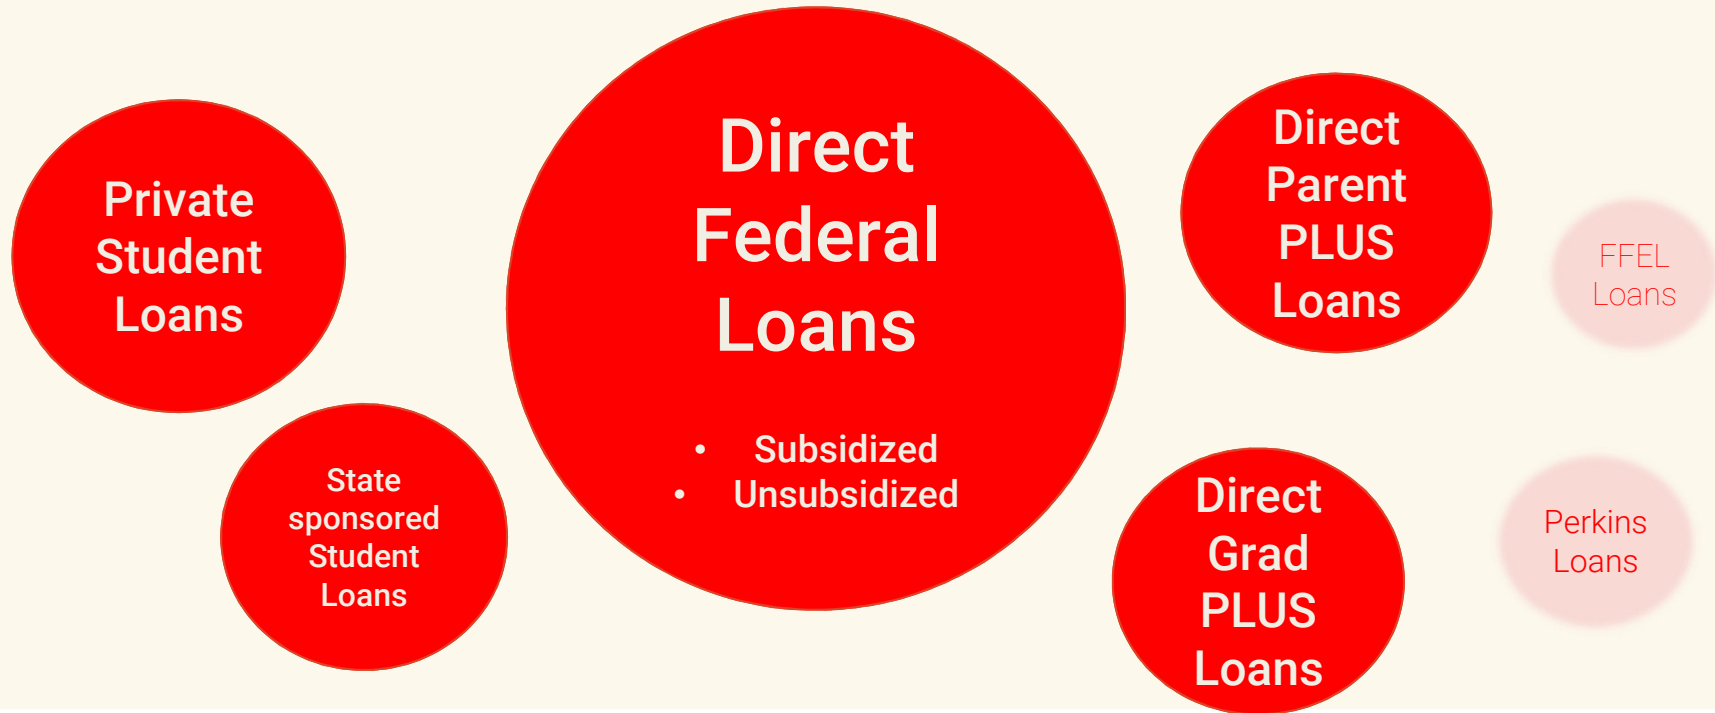 Private
Student
Loans
State
sponsored
Student
Loans
Direct
Federal
Loans
• Subsidized
• Unsubsidized
Direct
Parent
PLUS
Loans
Direct
Grad
PLUS
Loans
FFEL
Loans
Perkins
Loans